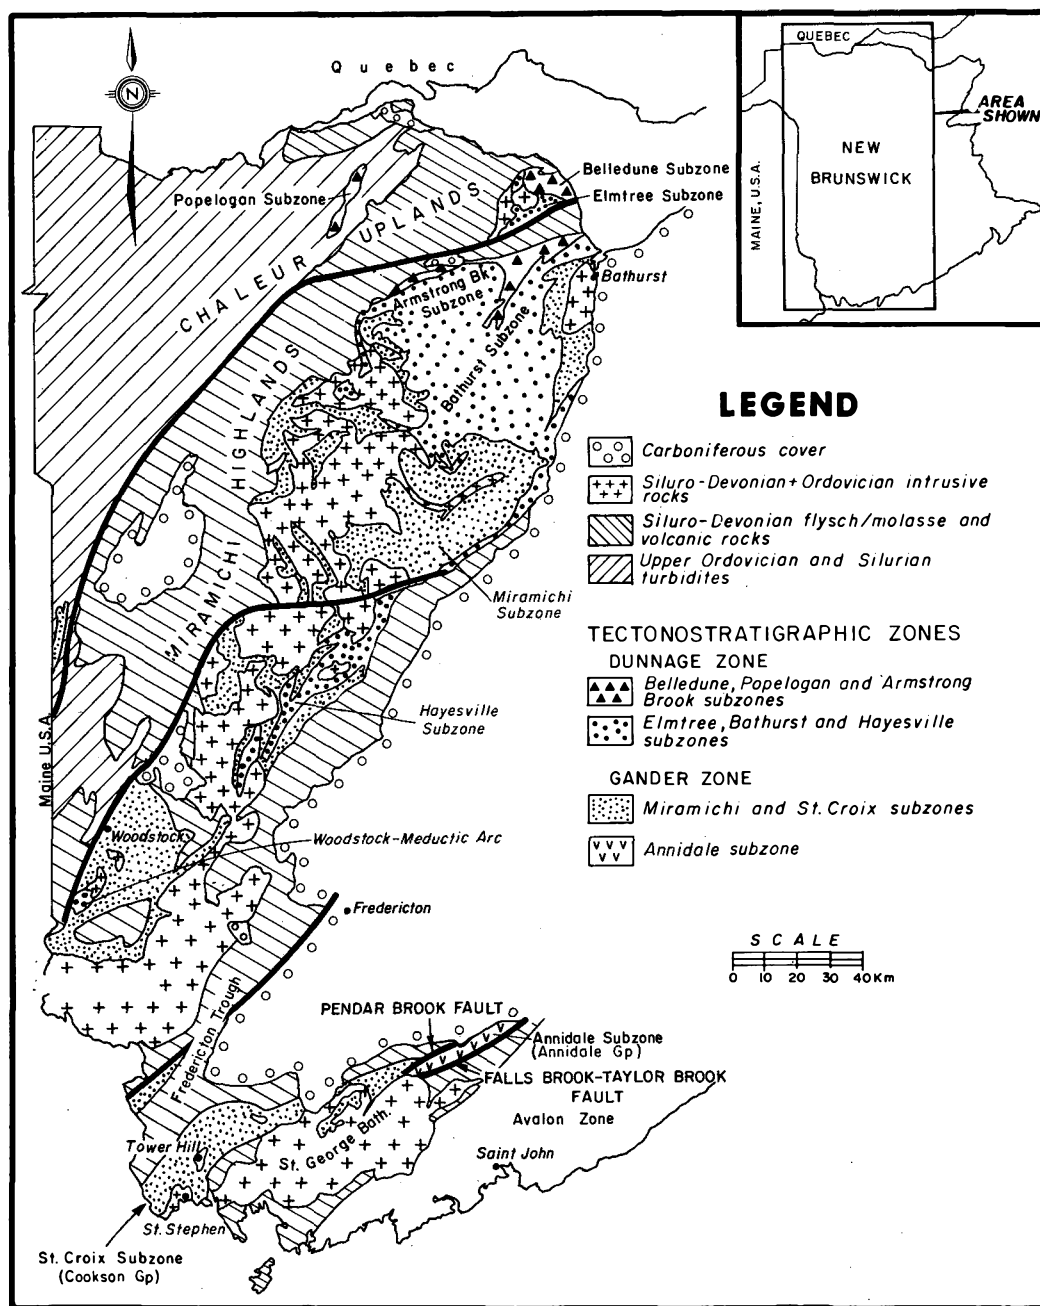 Quebec
N
QUEBEC
AREA
SHOWN
NEW
BRUNSWICK
MAINE, U.S.A.
Belledune Subzone
Elmtree Subzone
Popelogan Subzone
CHALEUR UPLANDS
Bathurst
Armstrong Bk.
Subzone
Bathurst Subzone
MIRAMICHI HIGHLANDS
Miramichi
Subzone
Hayesville
Subzone
Maine U.S.A.
Woodstock
Woodstock-Meductic Arc
Fredericton
Fredericton Trough
PENDAR BROOK FAULT
Annidale Subzone
(Annidale Gp)
FALLS BROOK-TAYLOR BROOK
FAULT
Avalon Zone
St. George Bath.
Tower Hill
Saint John
St. Stephen
St. Croix Subzone
(Cookson Gp)
LEGEND
Carboniferous cover
Siluro-Devonian + Ordovician intrusive
rocks
Siluro-Devonian flysch/molasse and
volcanic rocks
Upper Ordovician and Silurian
turbidites
TECTONOSTRATIGRAPHIC ZONES
DUNNAGE ZONE
Belledune, Popelogan and Armstrong
Brook subzones
Elmtree, Bathurst and Hayesville
subzones
GANDER ZONE
Miramichi and St. Croix subzones
Annidale subzone
SCALE
0 10 20 30 40 Km